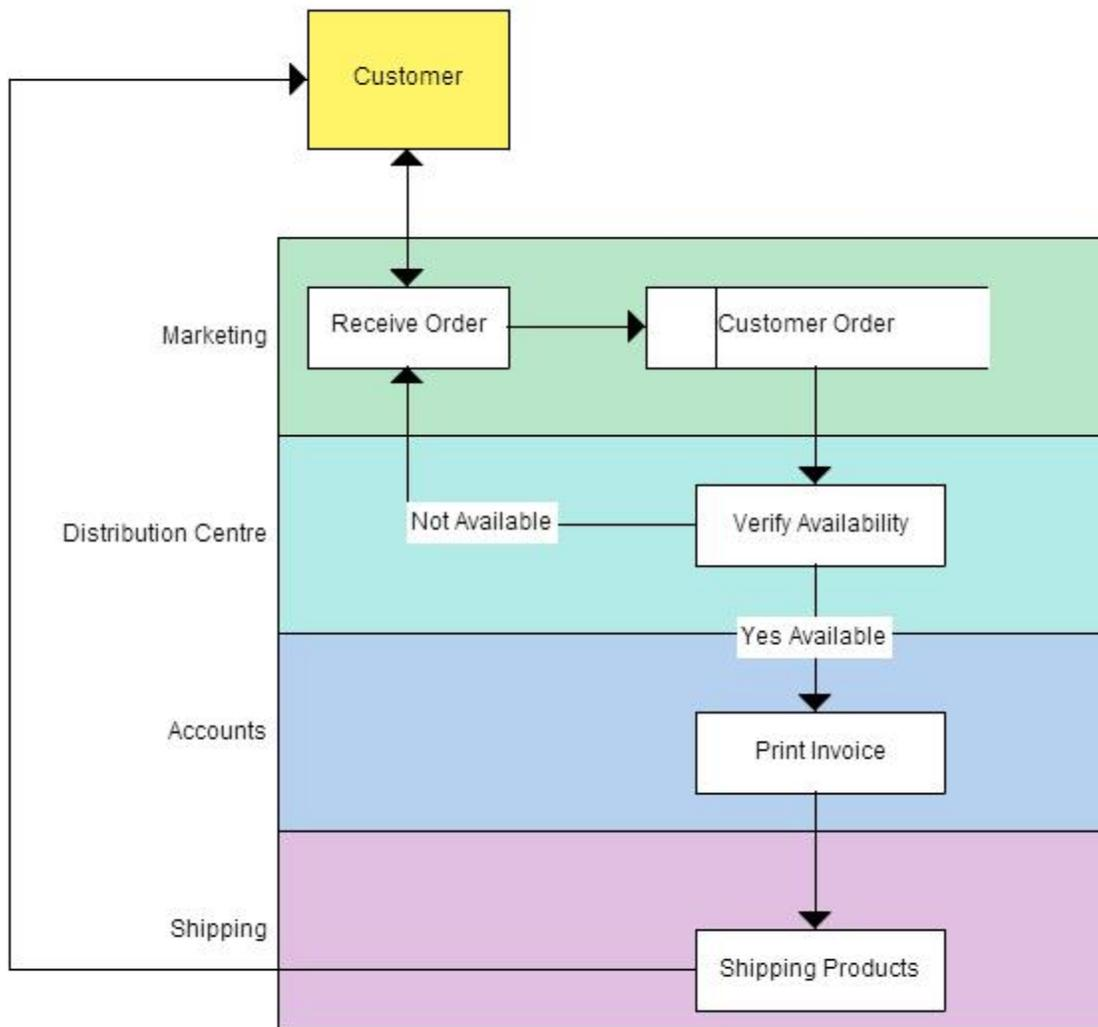 Customer
Marketing
Receive Order
Customer Order
Distribution Centre
Not Available
Verify Availability
Yes Available
Accounts
Print Invoice
Shipping
Shipping Products